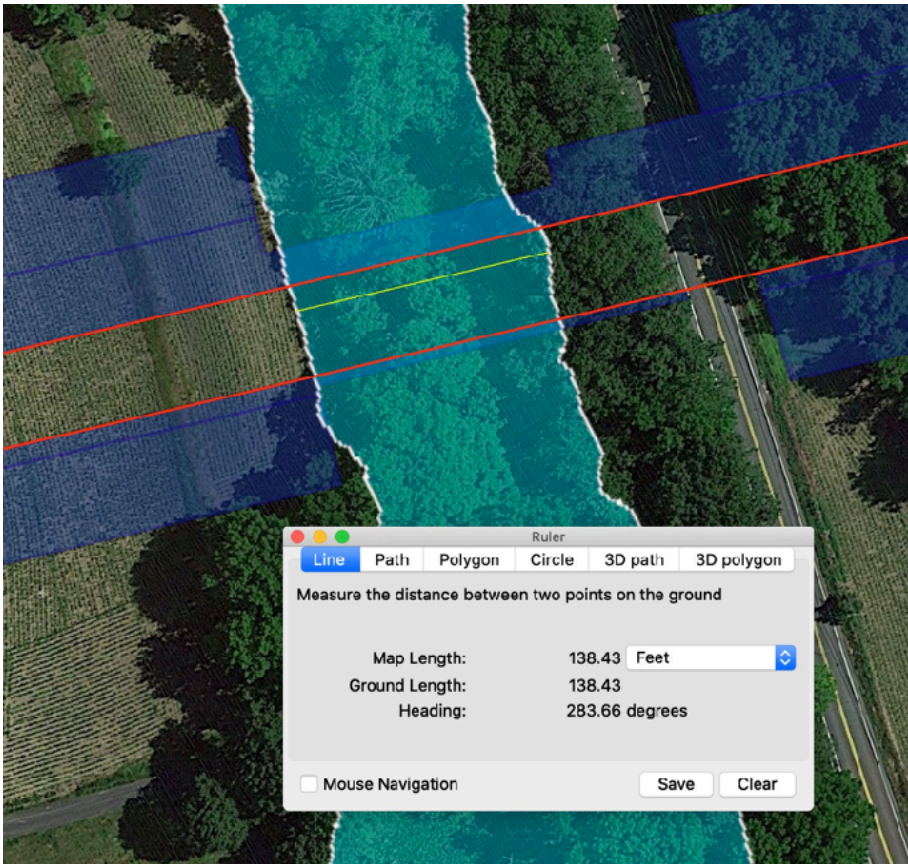 Ruler
Line Path Polygon Circle 3D path 3D polygon
Measure the distance between two points on the ground
Map Length: 138.43 Feet
Ground Length: 138.43
Heading: 283.66 degrees
Mouse Navigation Save Clear